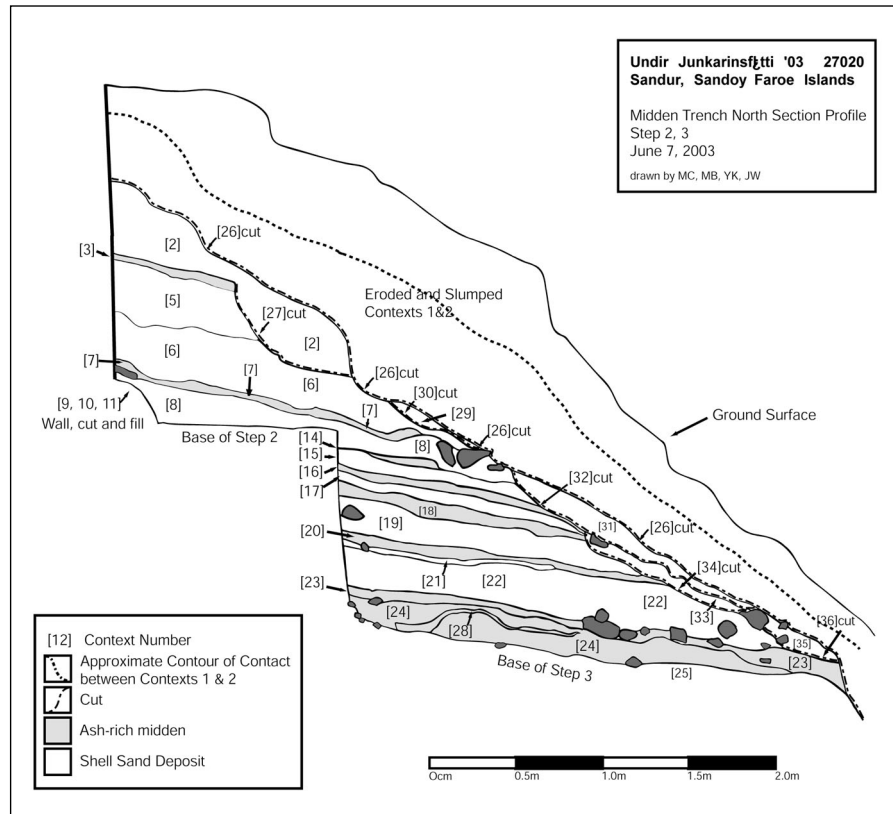 Undir Junkarinsfłtti '03 27020
Sandur, Sandoy Faroe Islands
Midden Trench North Section Profile
Step 2, 3
June 7, 2003
drawn by MC, MB, YK, JW
[26]cut
[2]
[3]
[5]
Eroded and Slumped
Contexts 1&2
[27]cut
[2]
[6]
[7]
[7]
[6]
[26]cut
[30]cut
[29]
[9, 10, 11]
Wall, cut and fill
[8]
[7]
Ground Surface
Base of Step 2
[26]cut
[14]
[8]
[15]
[16]
[32]cut
[17]
[18]
[19]
[31]
[26]cut
[20]
[34]cut
[21]
[22]
[22]
[23]
[33]
[36]cut
[24]
[28]
[24]
[35]
[23]
Base of Step 3
[25]
[12] Context Number
Approximate Contour of Contact
between Contexts 1 & 2
Cut
Ash-rich midden
Shell Sand Deposit
0cm 0.5m 1.0m 1.5m 2.0m